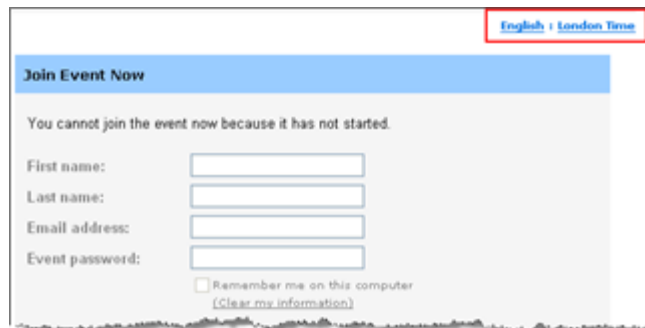 English : London Time
Join Event Now
You cannot join the event now because it has not started.
First name:
Last name:
Email address:
Event password:
Remember me on this computer
(Clear my information)